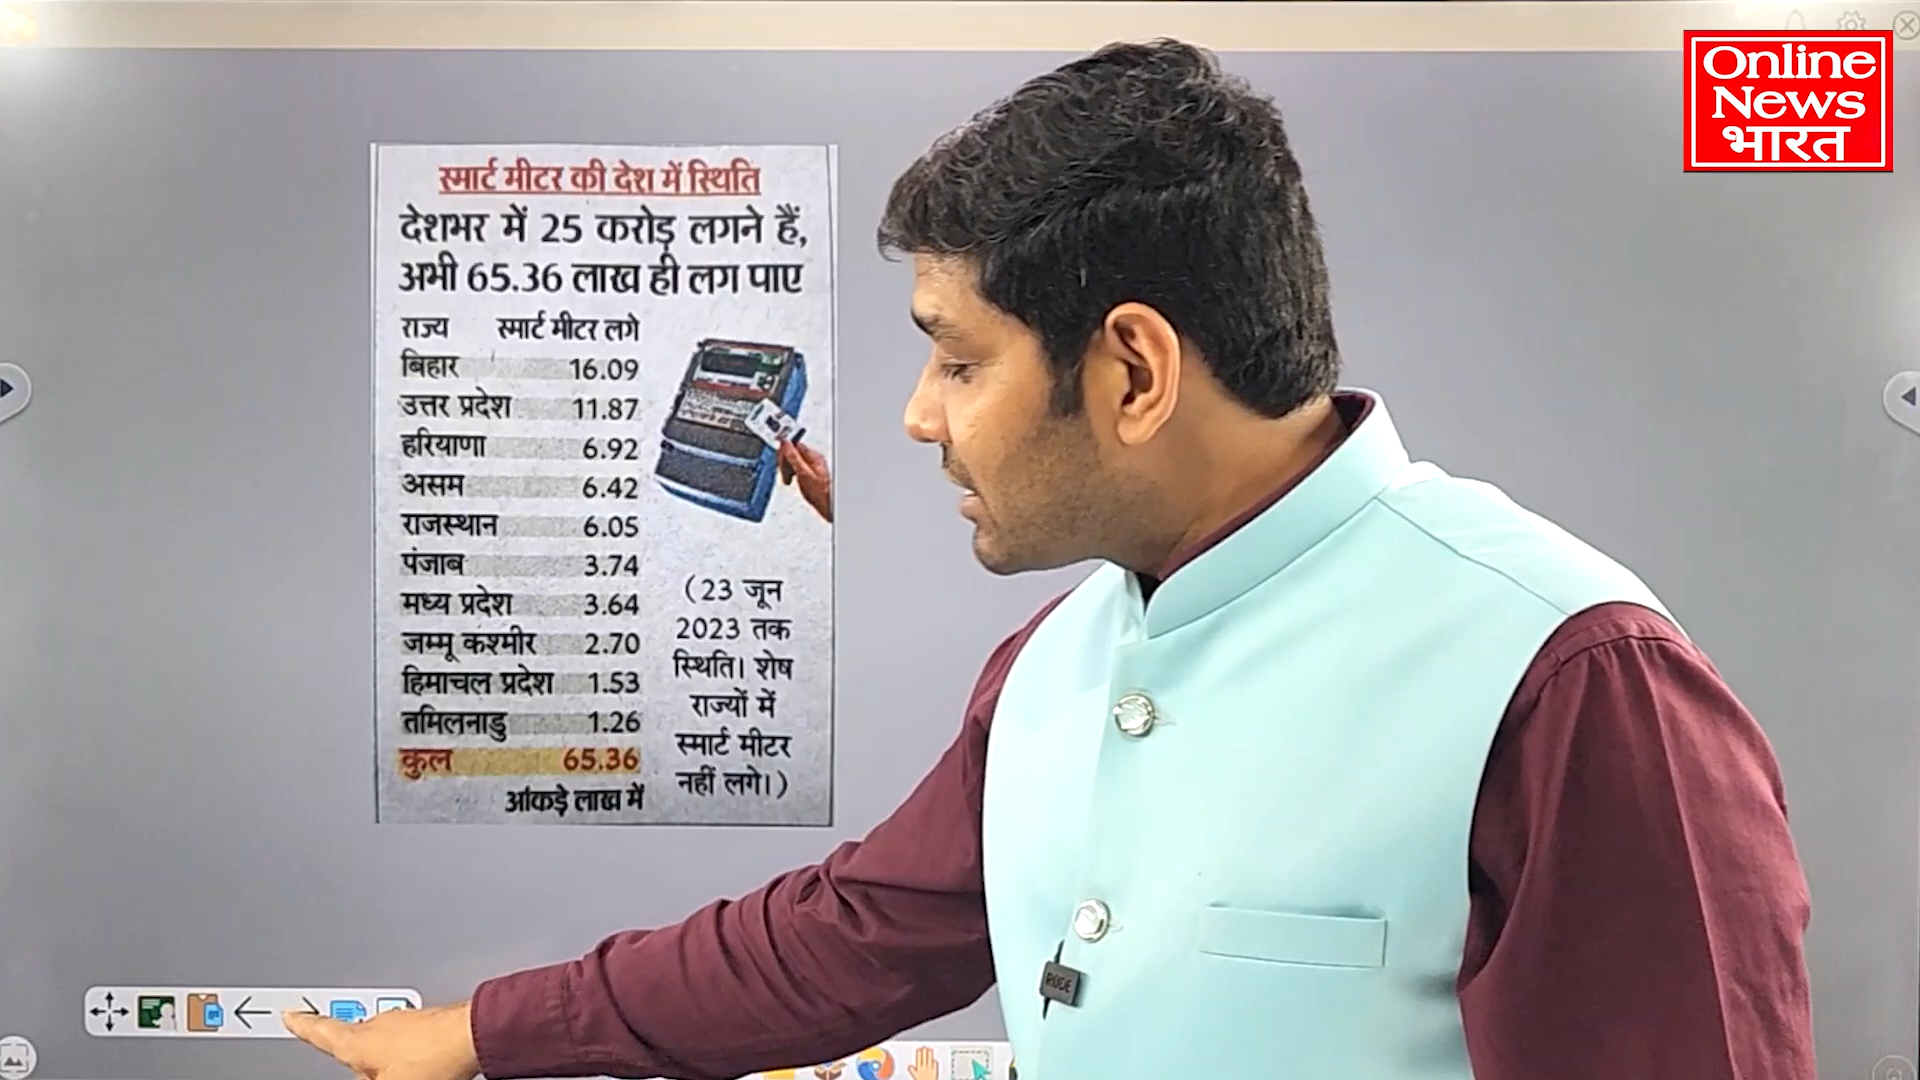 Online
News
भारत
स्मार्ट मीटर की देश में स्थिति
देशभर में 25 करोड़ लगने हैं,
अभी 65.36 लाख ही लग पाए
राज्य स्मार्ट मीटर लगे
बिहार 16.09
उत्तर प्रदेश 11.87
हरियाणा 6.92
असम 6.42
राजस्थान 6.05
पंजाब 3.74
मध्य प्रदेश 3.64
जम्मू कश्मीर 2.70
हिमाचल प्रदेश 1.53
तमिलनाडु 1.26
कुल 65.36
आंकड़े लाख में
(23 जून
2023 तक
स्थिति। शेष
राज्यों में
स्मार्ट मीटर
नहीं लगे।)
RØDE